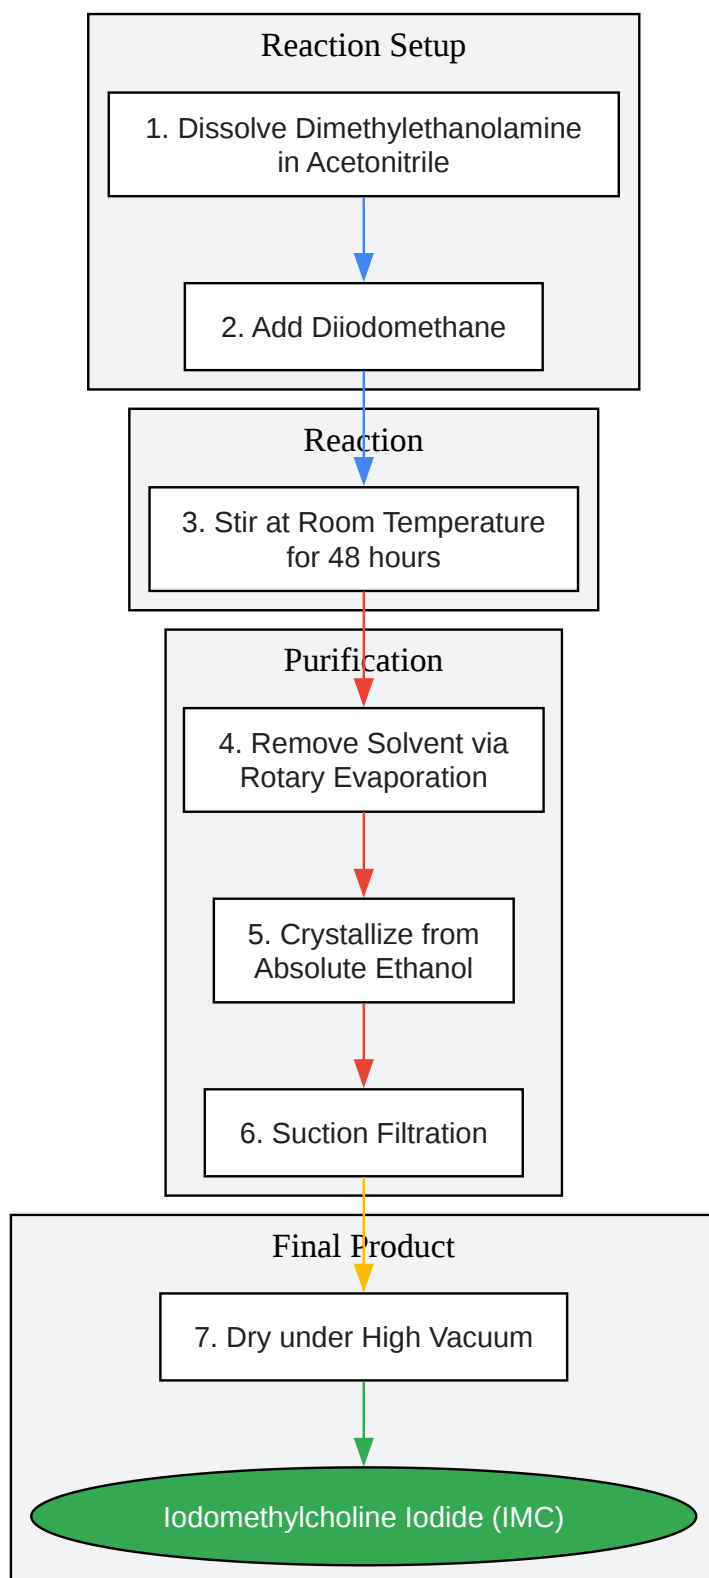 Reaction Setup
1. Dissolve Dimethylethanolamine
in Acetonitrile
2. Add Diiodomethane
Reaction
3. Stir at Room Temperature
for 48 hours
Purification
4. Remove Solvent via
Rotary Evaporation
5. Crystallize from
Absolute Ethanol
6. Suction Filtration
Final Product
7. Dry under High Vacuum
Iodomethylcholine Iodide (IMC)